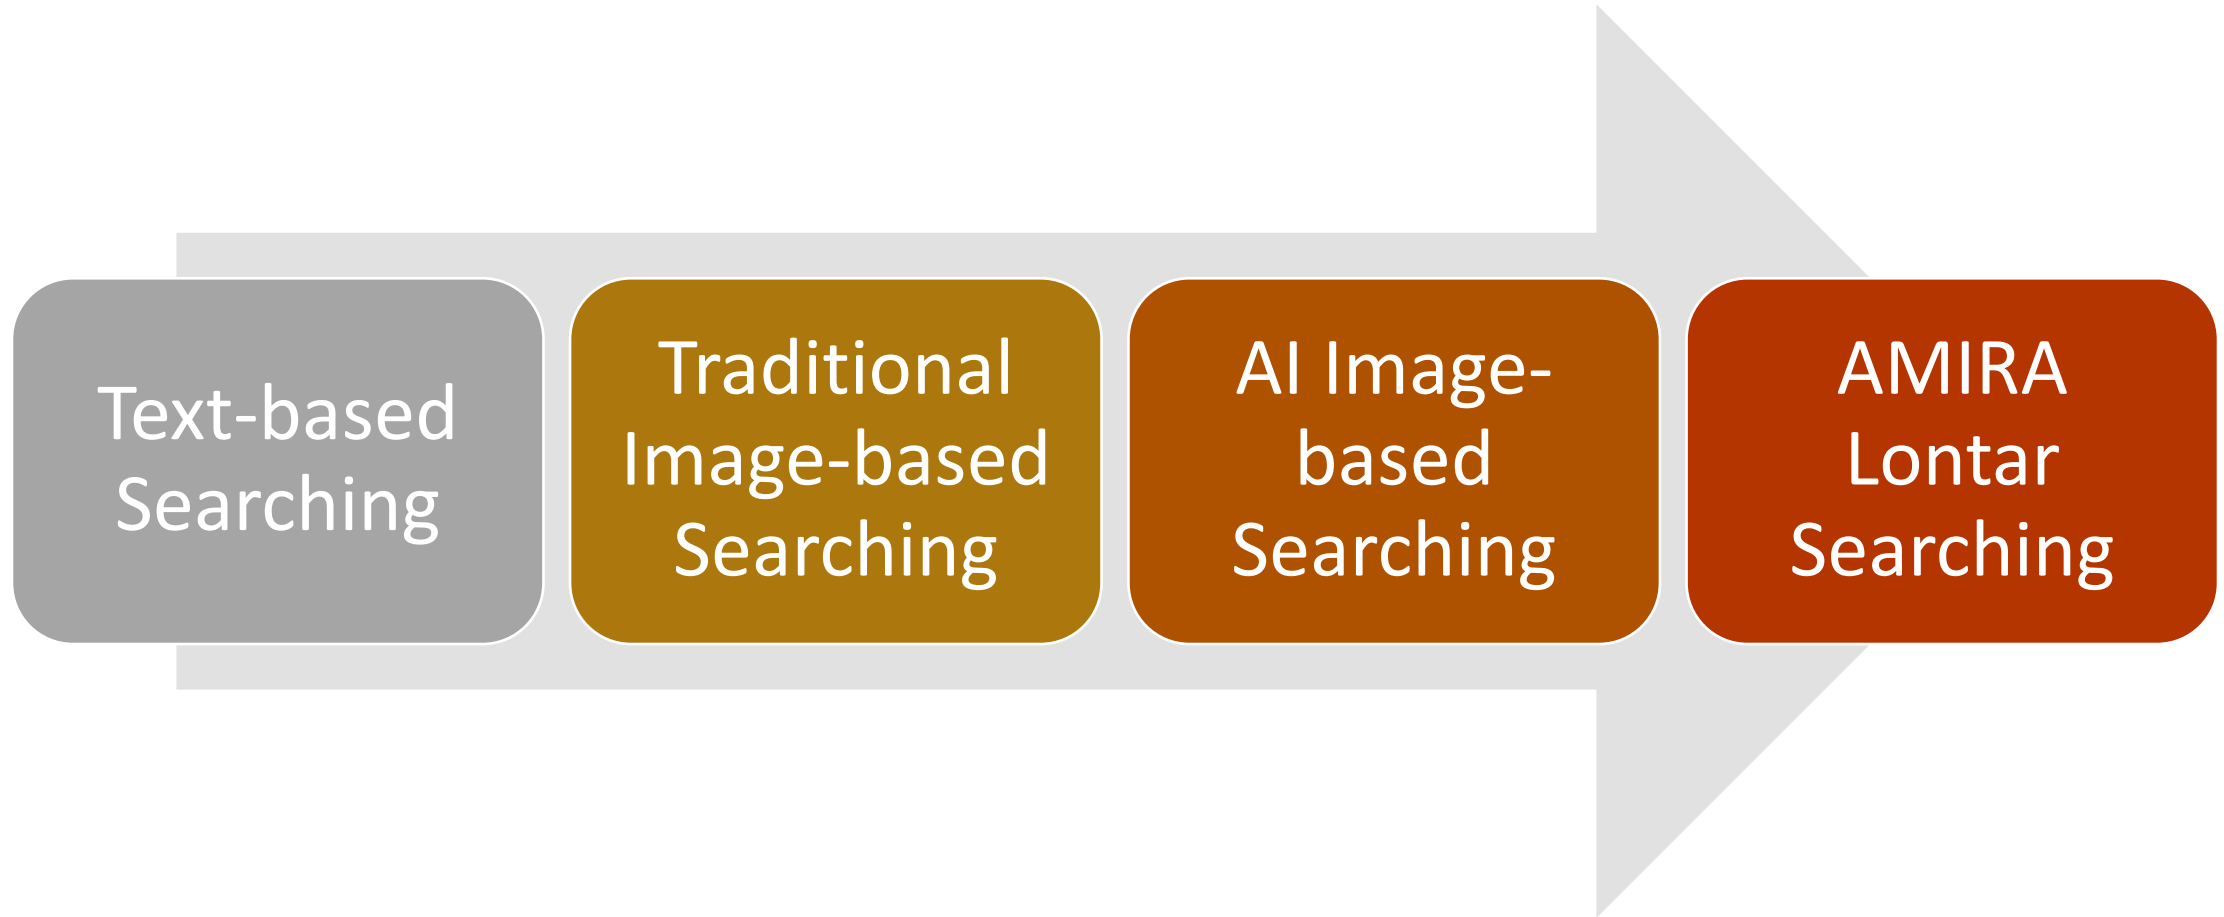 Text-based
Searching
Traditional
Image-based
Searching
AI Image-
based
Searching
AMIRA
Lontar
Searching